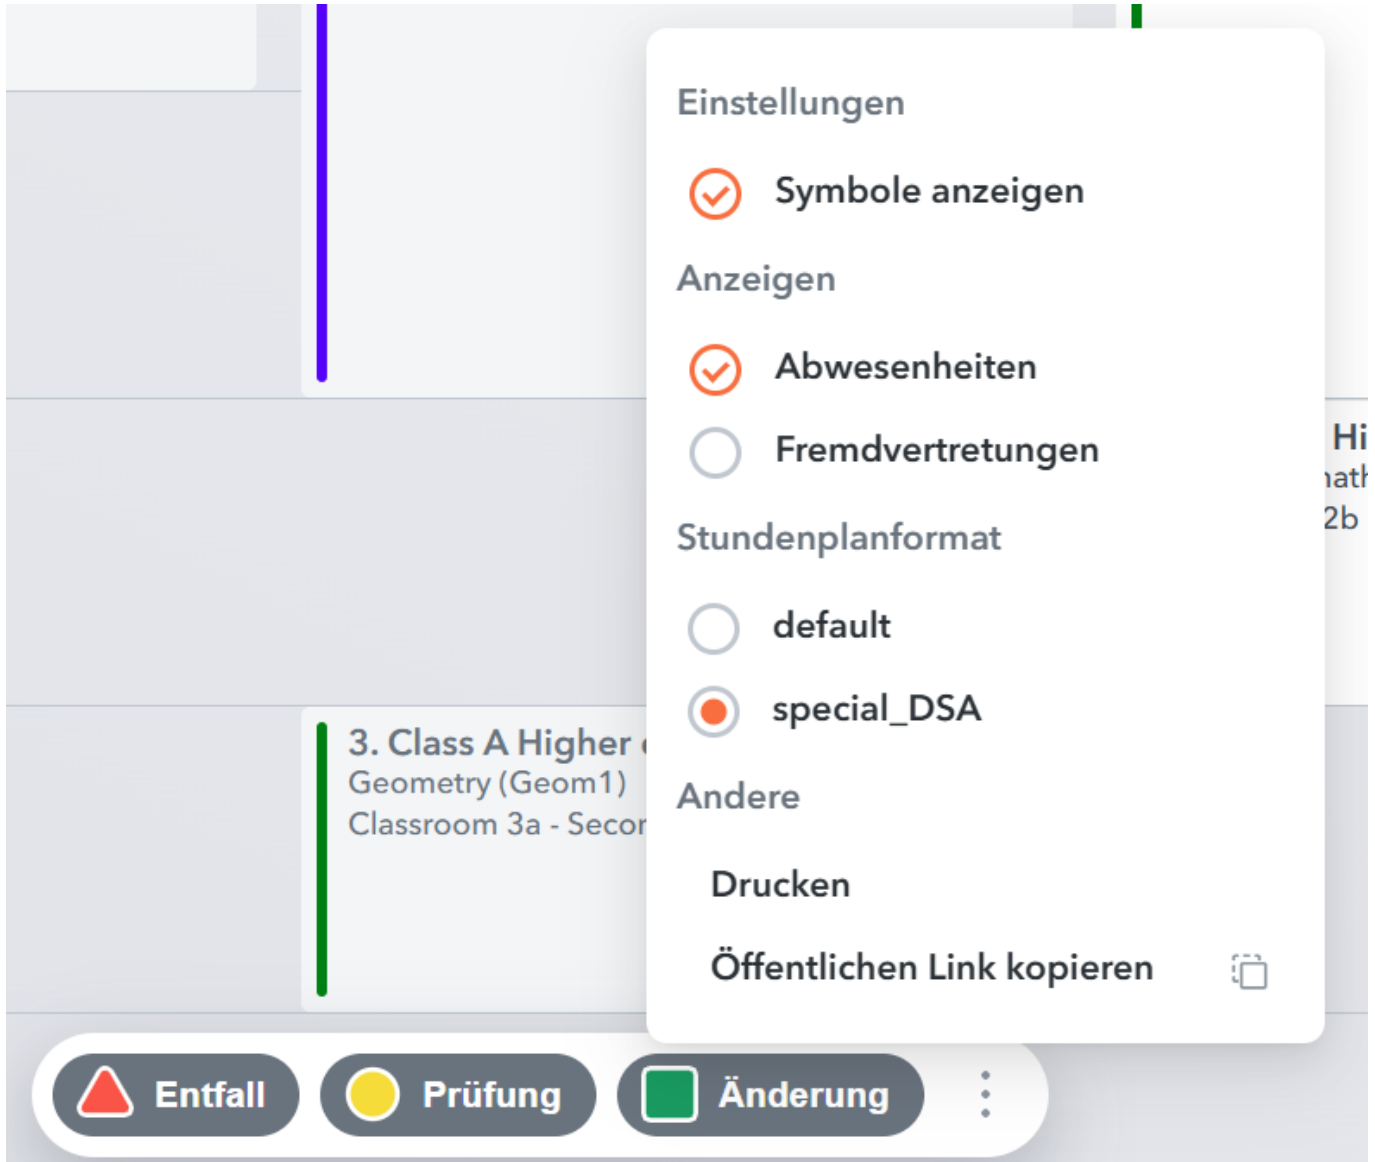 Einstellungen
Symbole anzeigen
Anzeigen
Abwesenheiten
Fremdvertretungen
Stundenplanformat
default
special_DSA
Andere
Drucken
Öffentlichen Link kopieren
Hi
2b
3. Class A Higher
Geometry (Geom1)
Classroom 3a - Secon
Entfall
Prüfung
Änderung